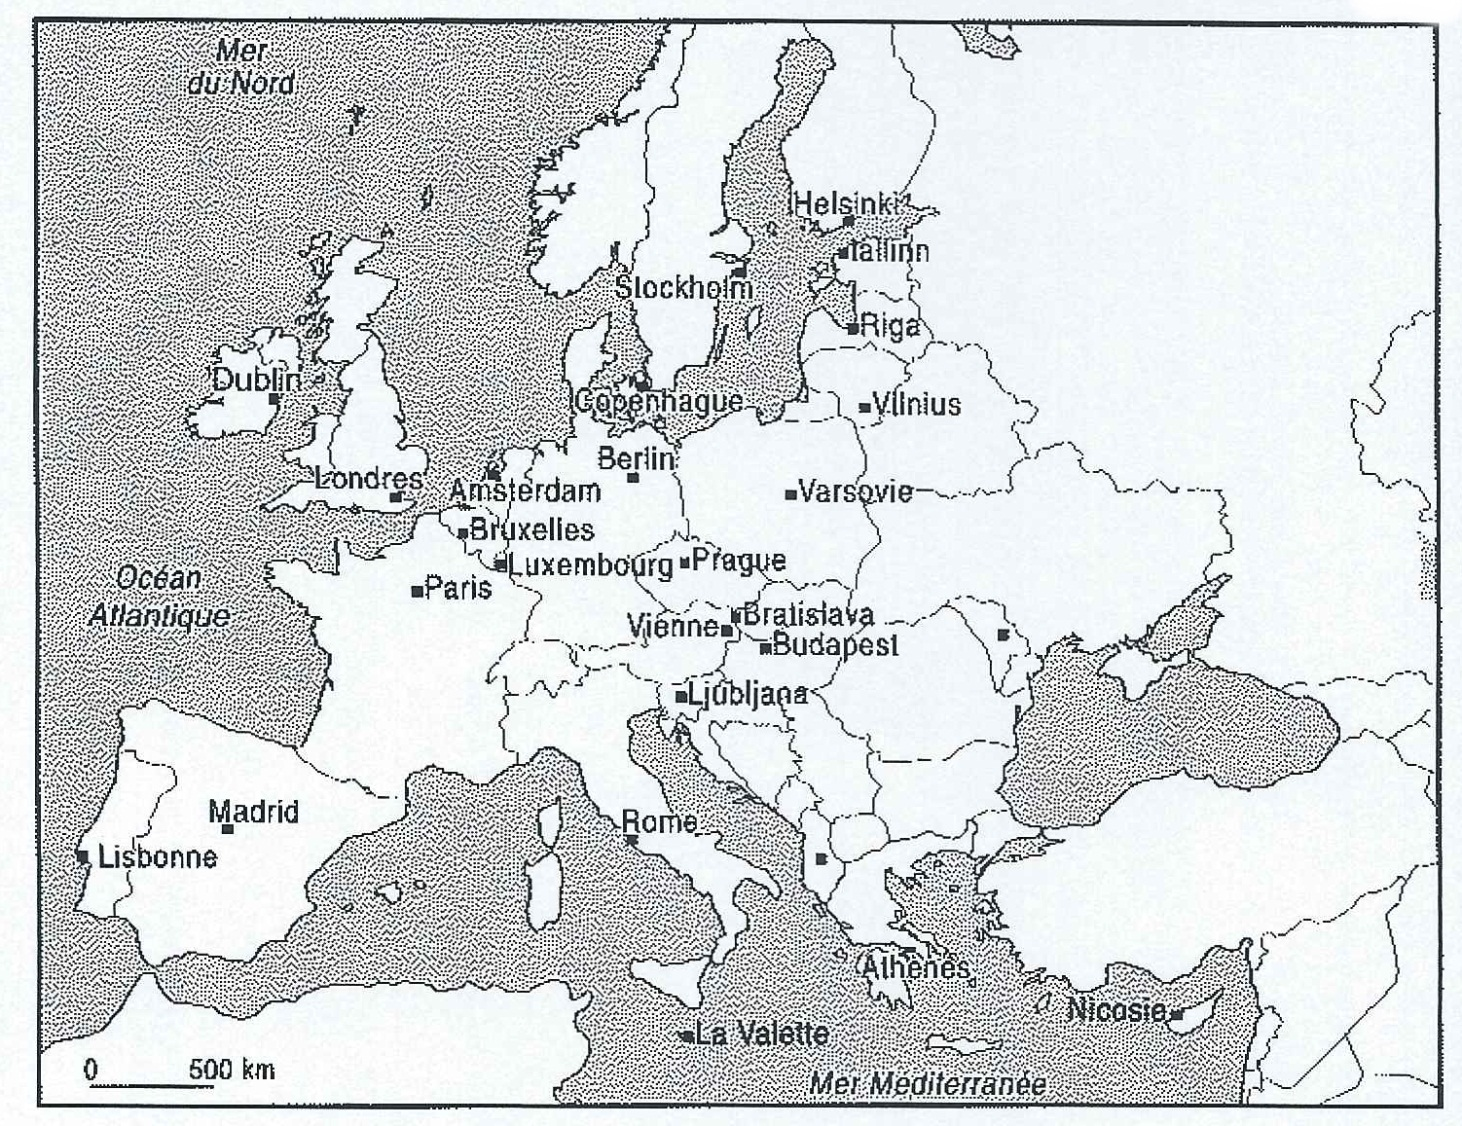 Mer
du Nord
Helsinki
Tallinn
Stockholm
Riga
Dublin
Copenhague
Vilnius
Berlin
Londres
Amsterdam
Varsovie
Bruxelles
Luxembourg
Prague
Océan
Atlantique
Paris
Bratislava
Vienne
Budapest
Ljubljana
Madrid
Rome
Lisbonne
Athènes
Nicosie
La Valette
0 500 km
Mer Méditerranée